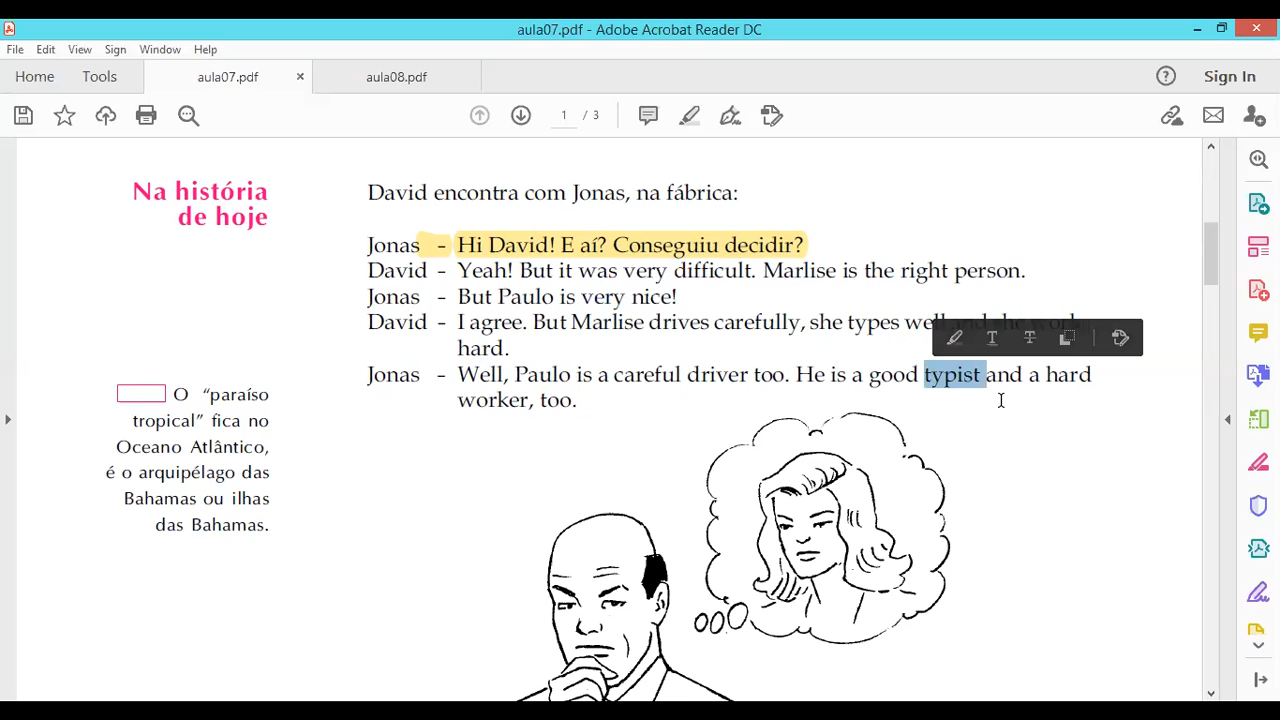 aula07.pdf - Adobe Acrobat Reader DC
File Edit View Sign Window Help
Home Tools aula07.pdf × aula08.pdf Sign In
1 / 3
Na história
de hoje
David encontra com Jonas, na fábrica:
Jonas - Hi David! E aí? Conseguiu decidir?
David - Yeah! But it was very difficult. Marlise is the right person.
Jonas - But Paulo is very nice!
David - I agree. But Marlise drives carefully, she types well and she work
hard.
Jonas - Well, Paulo is a careful driver too. He is a good typist and a hard
worker, too.
O “paraíso
tropical” fica no
Oceano Atlântico,
é o arquipélago das
Bahamas ou ilhas
das Bahamas.